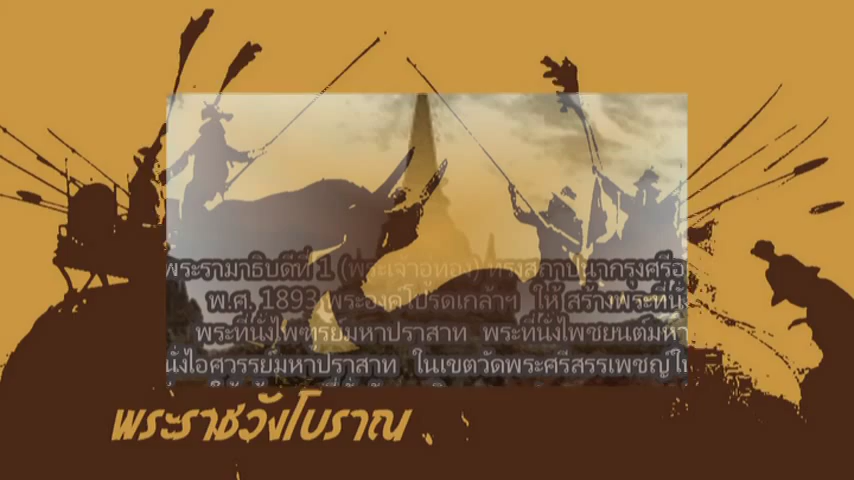 พระรามาธิบดีที่ 1 (พระเจ้าอู่ทอง) ทรงสถาปนากรุงศรีอ
พ.ศ. 1893 พระองค์โปรดเกล้าฯ ให้สร้างพระที่นั่ง
พระที่นั่งไพฑูรย์มหาปราสาท พระที่นั่งไพชยนต์มหา
นั่งไอศวรรย์มหาปราสาท ในเขตวัดพระศรีสรรเพชญ์ใ
พระราชวังโบราณ